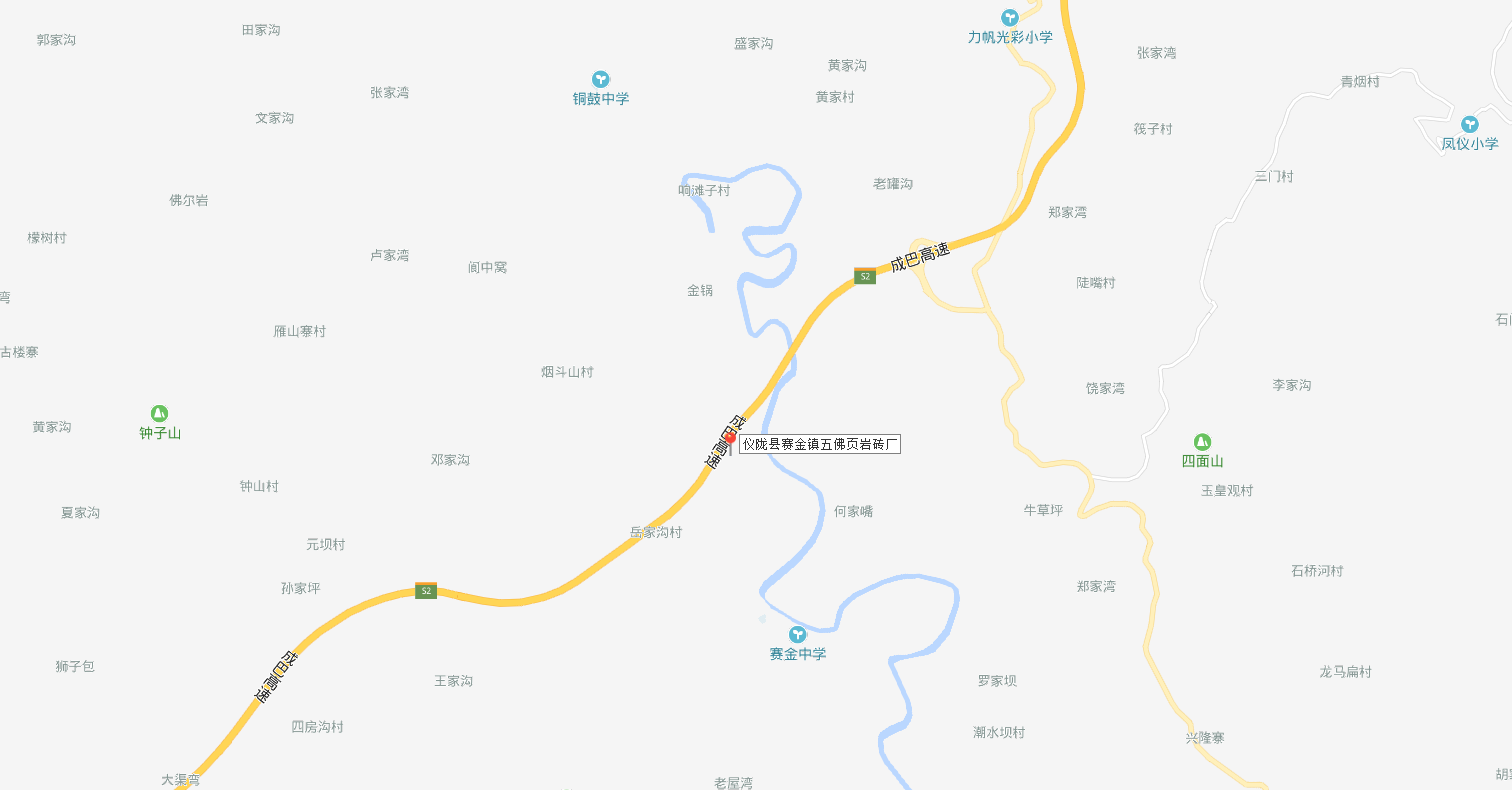 力帆光彩小学
郭家沟
田家沟
盛家沟
张家湾
黄家沟
青烟村
张家湾
铜鼓中学
黄家村
文家沟
筏子村
凤仪小学
三门村
老罐沟
响滩子村
佛尔岩
郑家湾
檬树村
卢家湾
成巴高速
阆中窝
S2
陡嘴村
金锅
弯
石
雁山寨村
古楼寨
烟斗山村
李家沟
饶家湾
黄家沟
钟子山
成巴高速
仪陇县赛金镇五佛页岩砖厂
邓家沟
四面山
钟山村
玉皇观村
夏家沟
何家嘴
牛草坪
岳家沟村
元坝村
石桥河村
孙家坪
S2
郑家湾
赛金中学
成巴高速
狮子包
王家沟
罗家坝
龙马扁村
四房沟村
潮水坝村
兴隆寨
大渠弯
老屋湾
胡